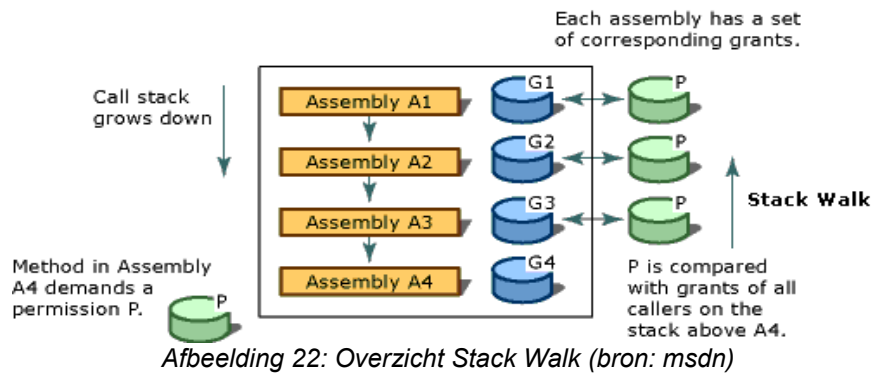 Each assembly has a set
of corresponding grants.
Call stack
grows down
Assembly A1
G1
P
Assembly A2
G2
P
Assembly A3
G3
P
Assembly A4
G4
Stack Walk
Method in Assembly
A4 demands a
permission P.
P
P is compared
with grants of all
callers on the
stack above A4.
Afbeelding 22: Overzicht Stack Walk (bron: msdn)